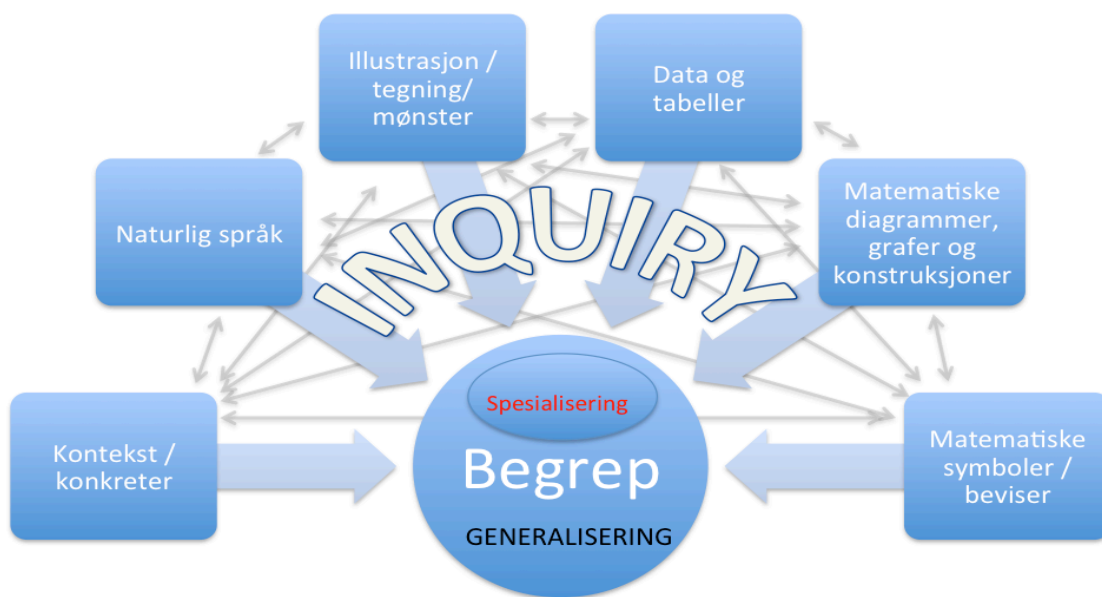 Illustrasjon /
tegning/
mønster
Data og
tabeller
Naturlig språk
INQUIRY
Matematiske
diagrammer,
grafer og
konstruksjoner
Kontekst /
konkreter
Spesialisering
Begrep
GENERALISERING
Matematiske
symboler /
beviser